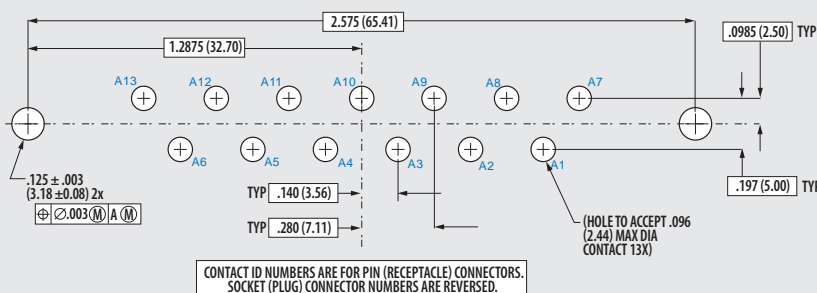 2.575 (65.41)
.0985 (2.50) TYP
1.2875 (32.70)
A13 A12 A11 A10 A9 A8 A7
A6 A5 A4 A3 A2 A1
.125 ± .003
(3.18 ±0.08) 2x
⌖ ∅.003 Ⓜ A Ⓜ
TYP .140 (3.56)
.197 (5.00) TYP
TYP .280 (7.11)
(HOLE TO ACCEPT .096
(2.44) MAX DIA
CONTACT 13X)
CONTACT ID NUMBERS ARE FOR PIN (RECEPTACLE) CONNECTORS.
SOCKET (PLUG) CONNECTOR NUMBERS ARE REVERSED.